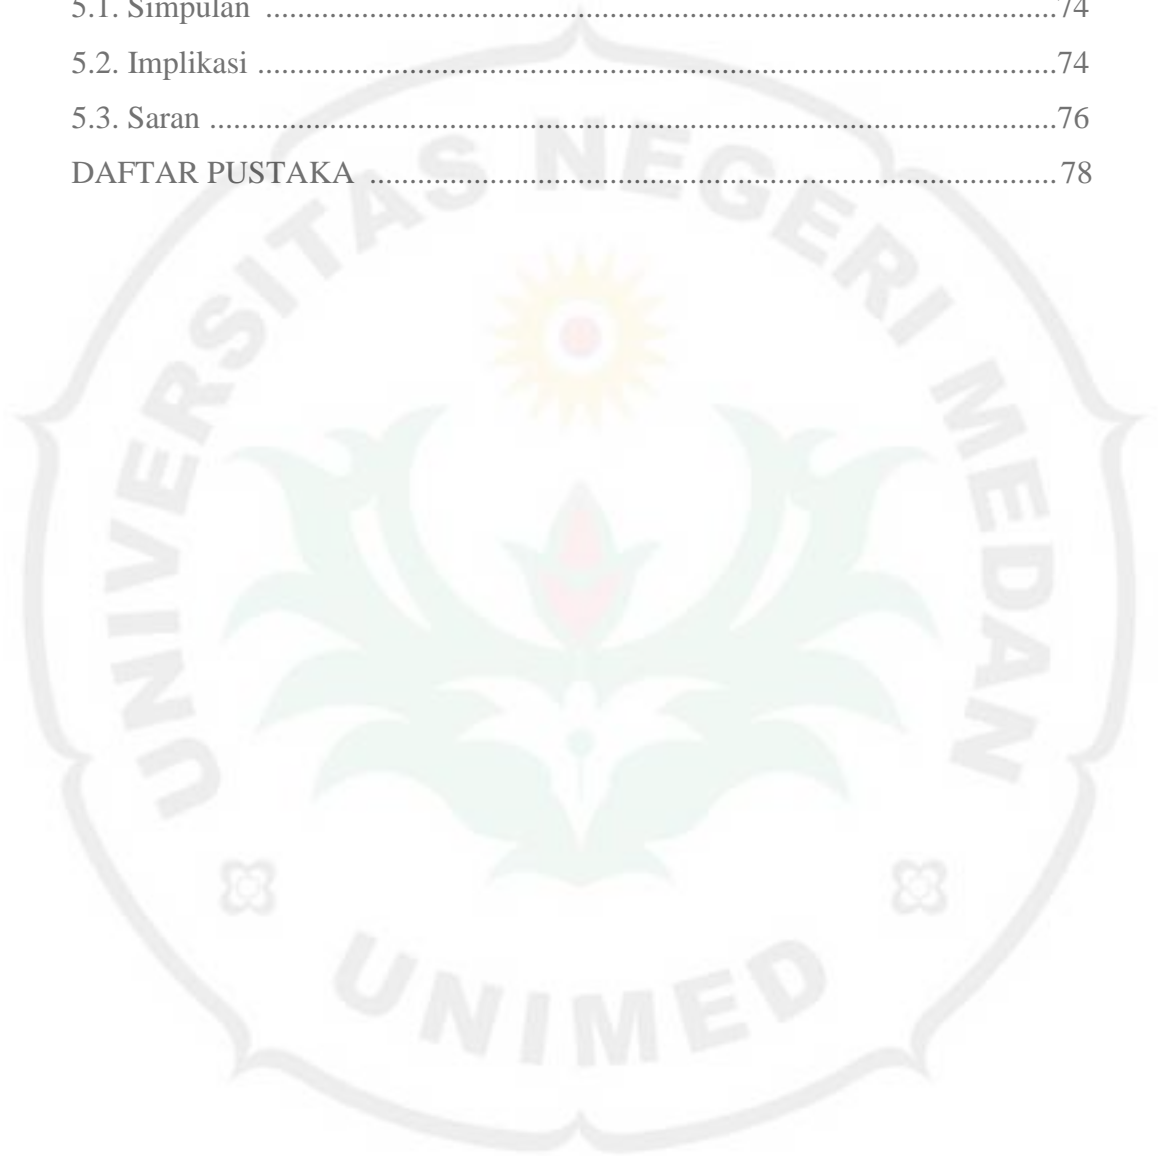 5.1. Simpulan ........................................................................................................74
5.2. Implikasi ........................................................................................................74
5.3. Saran ........................................................................................................76
DAFTAR PUSTAKA ........................................................................................78
UNIVERSITAS NEGERI MEDAN
UNIMED